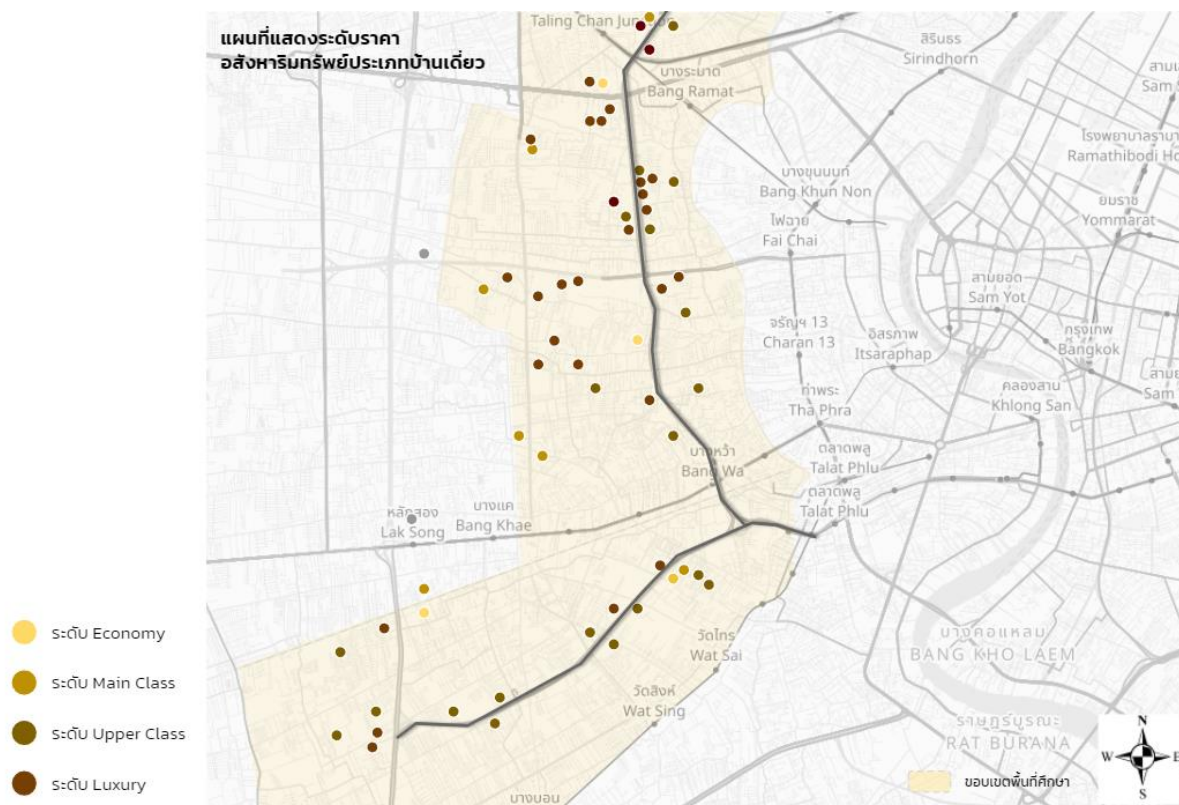 แผนที่แสดงระดับราคา
อสังหาริมทรัพย์ประเภทบ้านเดี่ยว
Taling Chan Junction
สิรินธร
Sirindhorn
บางระมาด
Bang Ramat
โรงพยาบาลรามา
Ramathibodi Ho
บางขุนนนท์
Bang Khun Non
ไฟฉาย
Fai Chai
ยมราช
Yommarat
สามยอด
Sam Yot
จรัญฯ 13
Charan 13
อิสรภาพ
Itsaraphap
กรุงเทพ
Bangkok
ท่าพระ
Tha Phra
คลองสาน
Khlong San
สามย
Sam
บางหว้า
Bang Wa
ตลาดพลู
Talat Phlu
ตลาดพลู
Talat Phlu
หลักสอง
Lak Song
บางแค
Bang Khae
วัดไทร
Wat Sai
บางคอแหลม
BANG KHO LAEM
วัดสิงห์
Wat Sing
ราษฎร์บูรณะ
RAT BURANA
บางบอน
ระดับ Economy
ระดับ Main Class
ระดับ Upper Class
ระดับ Luxury
ขอบเขตพื้นที่ศึกษา
N
W E
S